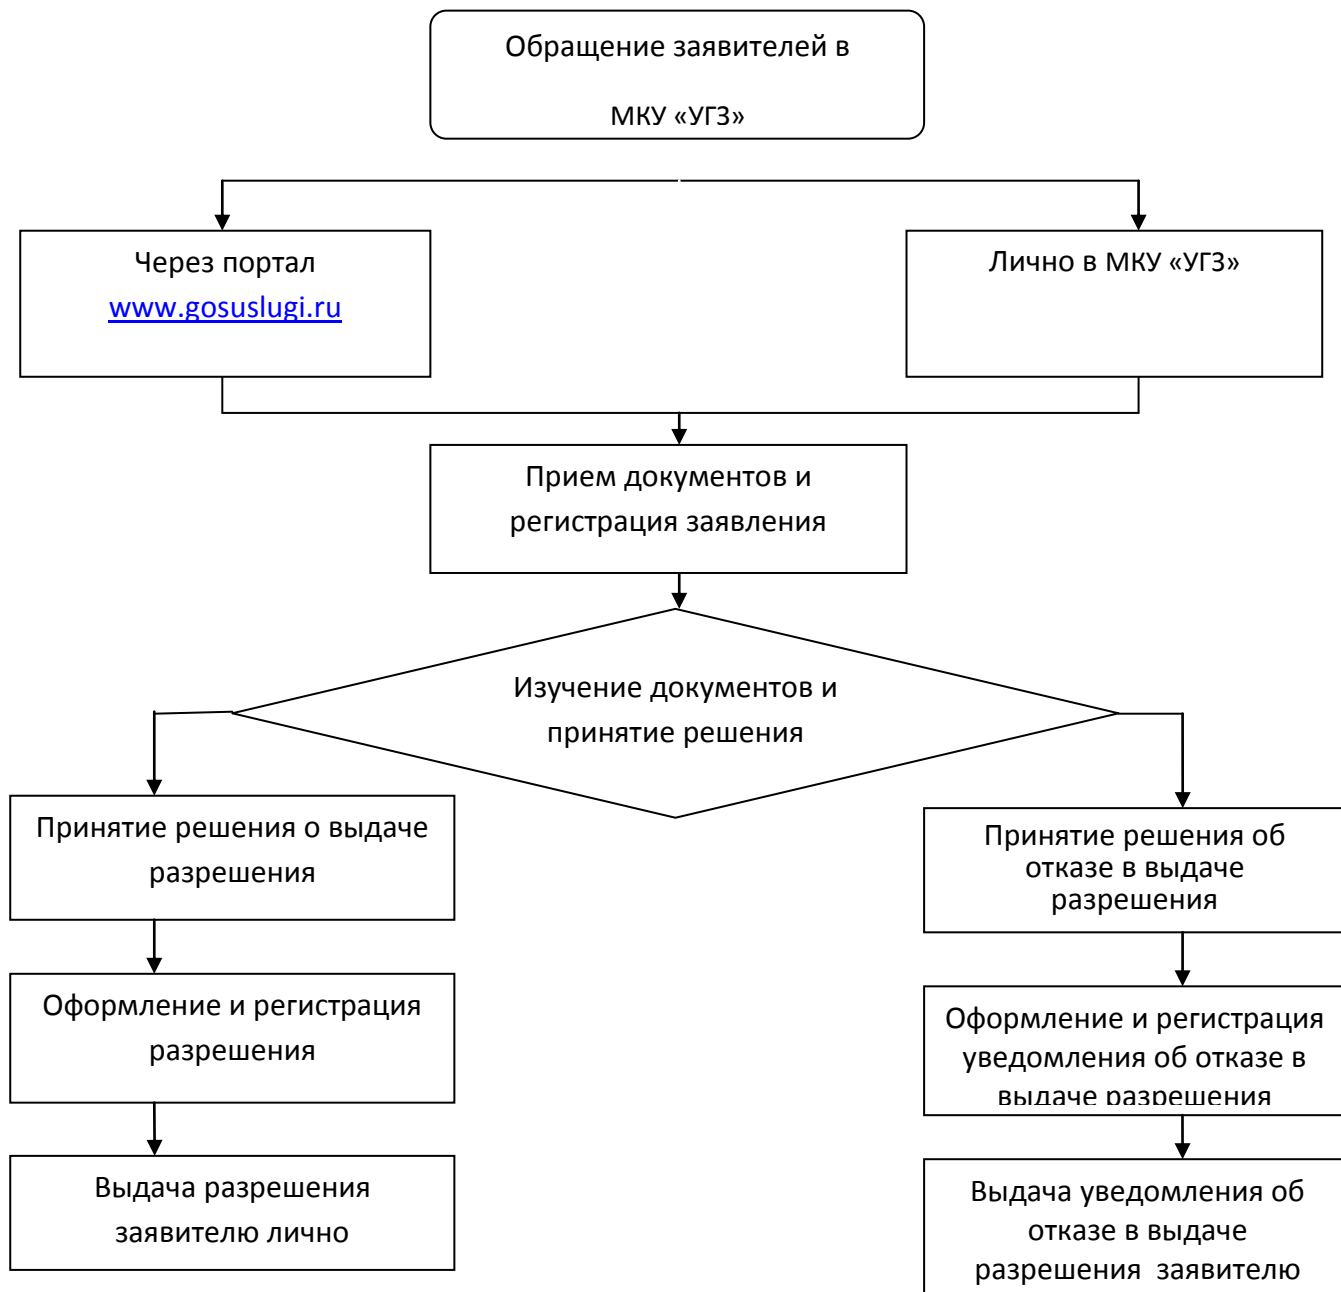 Обращение заявителей в
МКУ «УГЗ»
Через портал
www.gosuslugi.ru
Лично в МКУ «УГЗ»
Прием документов и
регистрация заявления
Изучение документов и
принятие решения
Принятие решения о выдаче
разрешения
Принятие решения об
отказе в выдаче
разрешения
Оформление и регистрация
разрешения
Оформление и регистрация
уведомления об отказе в
выдаче разрешения
Выдача разрешения
заявителю лично
Выдача уведомления об
отказе в выдаче
разрешения заявителю